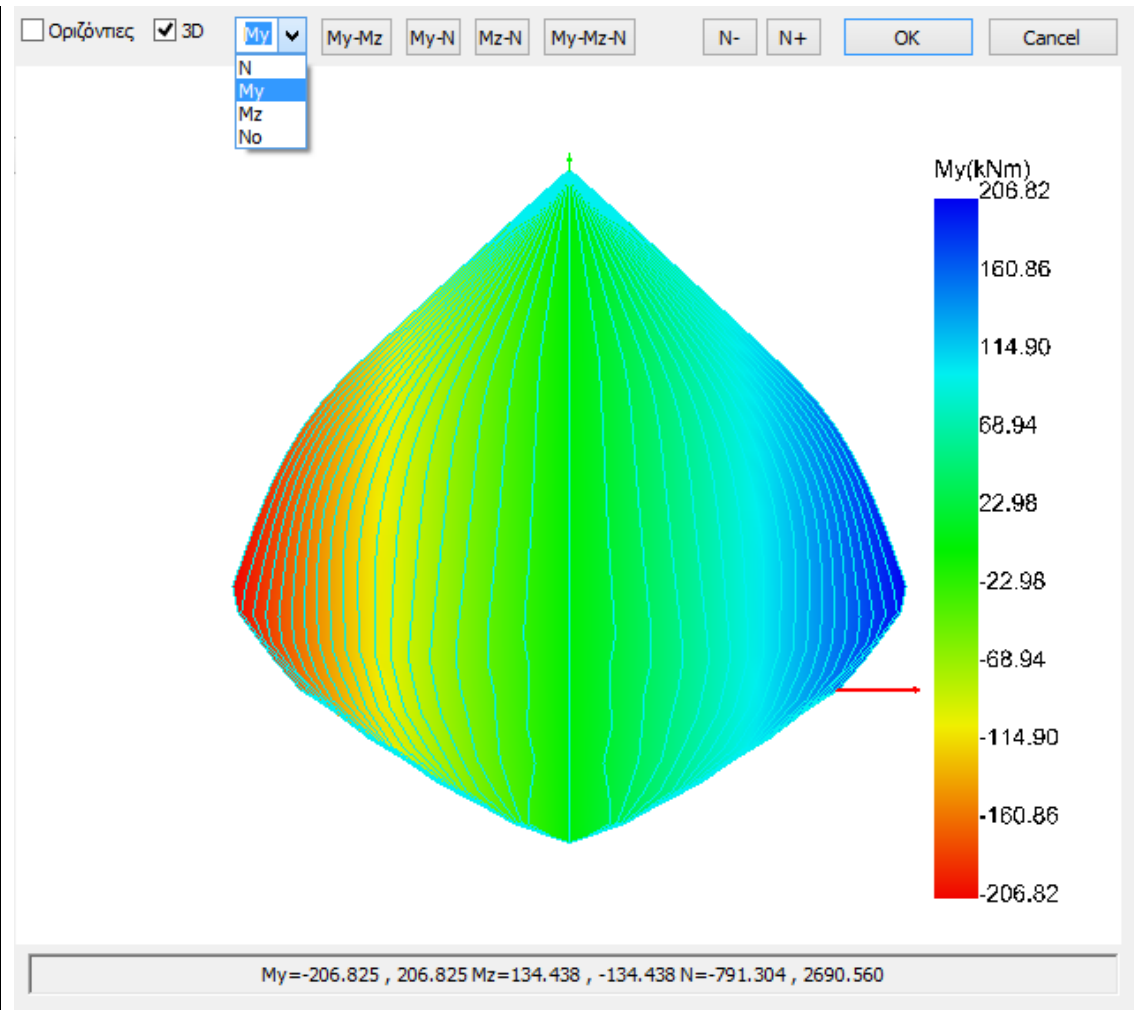 Οριζόντιες 3D My My-Mz My-N Mz-N My-Mz-N N- N+ OK Cancel
N
My
Mz
No
My(kNm)
206.82
160.86
114.90
68.94
22.98
-22.98
-68.94
-114.90
-160.86
-206.82
My=-206.825 , 206.825 Mz=134.438 , -134.438 N=-791.304 , 2690.560